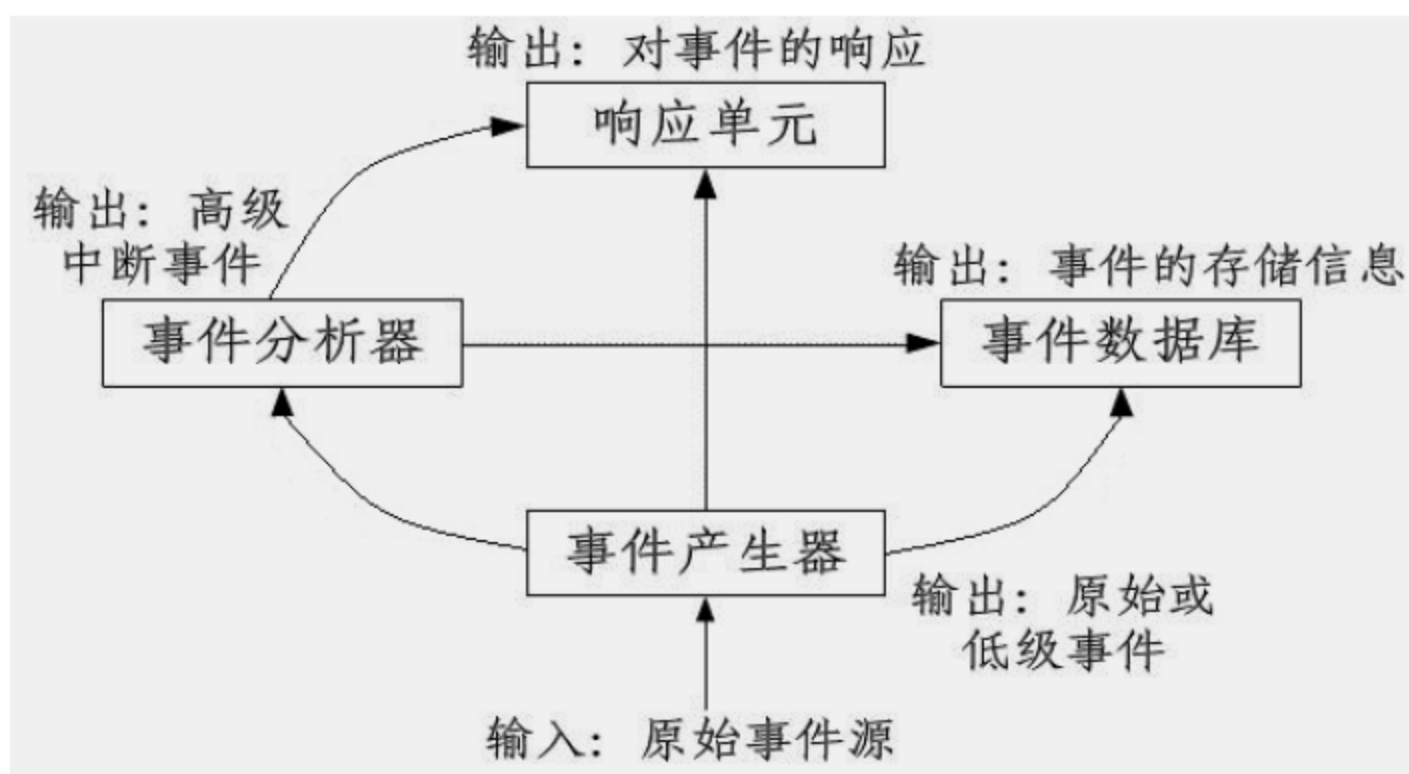 输出：对事件的响应
响应单元
输出：高级
中断事件
输出：事件的存储信息
事件分析器
事件数据库
事件产生器
输出：原始或
低级事件
输入：原始事件源